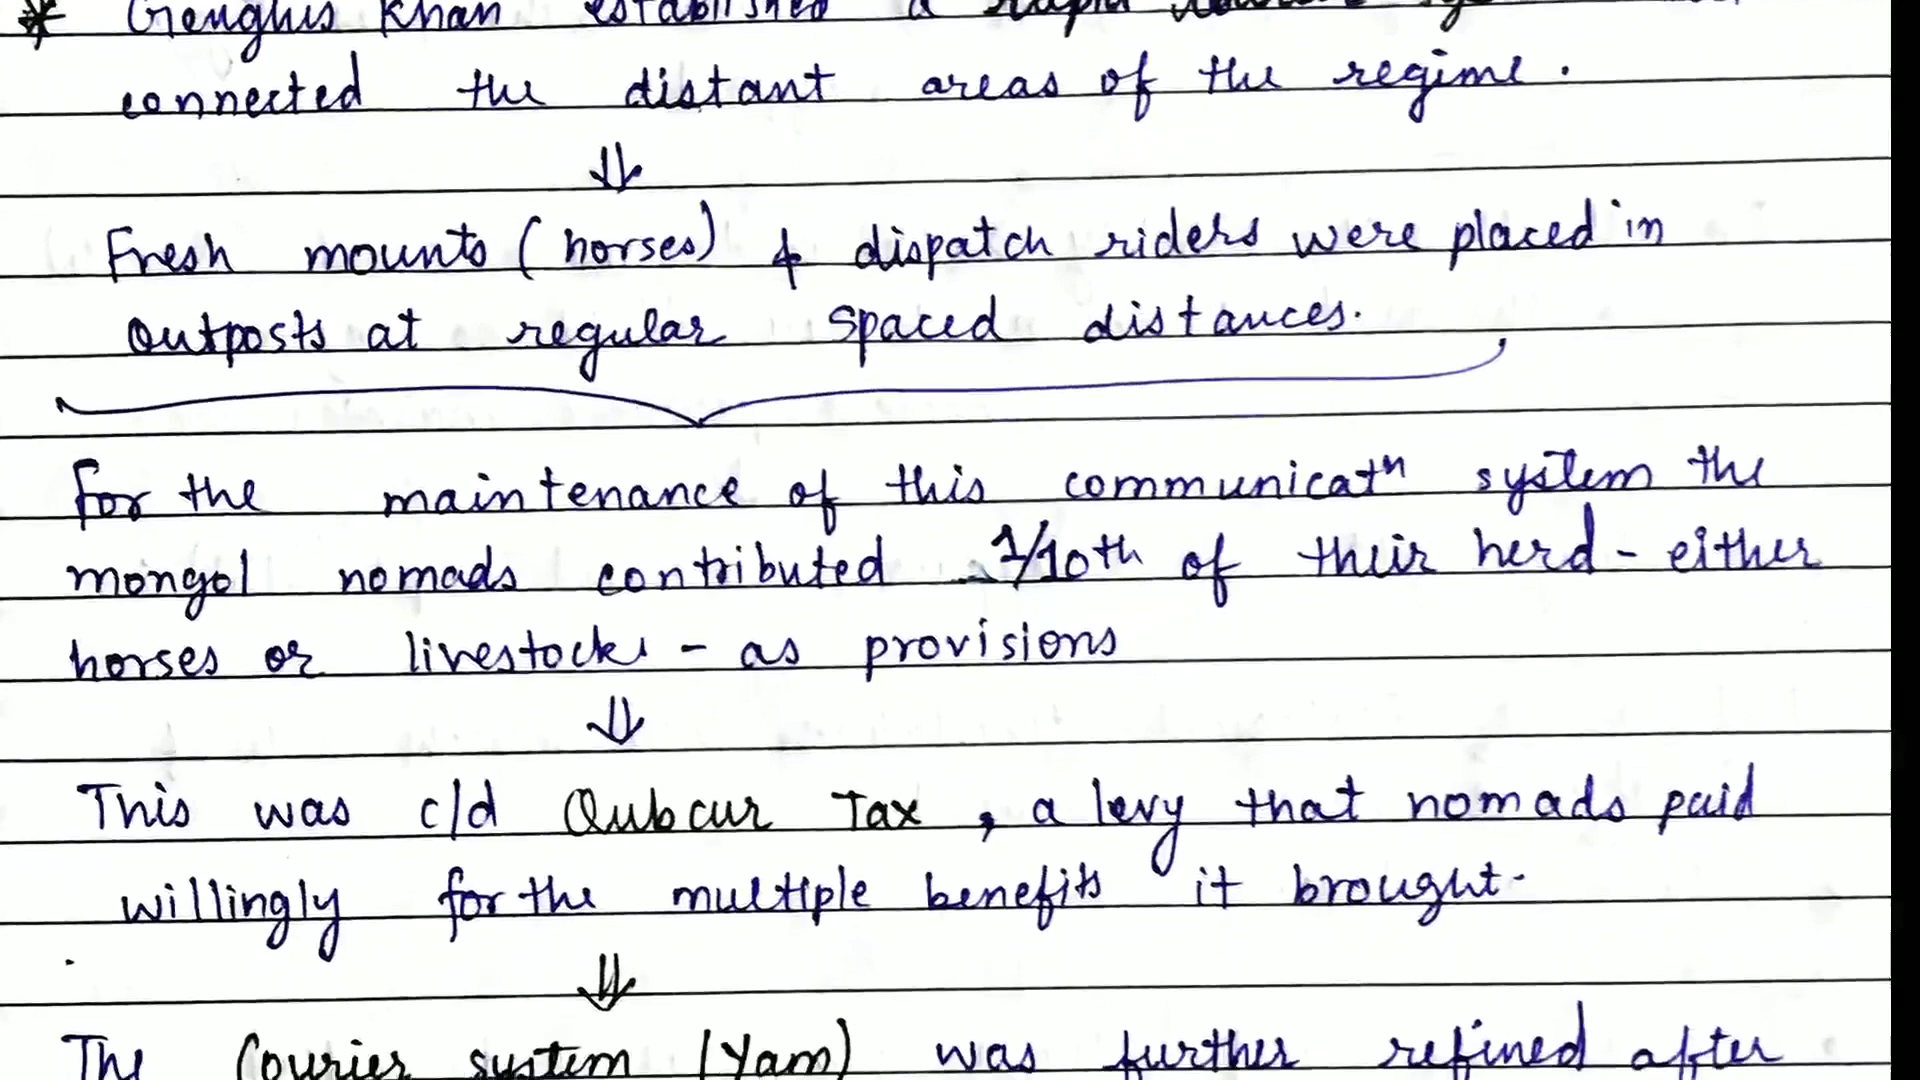 * Genghis Khan established a rapid
connected the distant areas of the regime.
⇓
Fresh mounts (horses) & dispatch riders were placed in
outposts at regular spaced distances.
for the maintenance of this communicatn system the
mongol nomads contributed 1/10th of their herd - either
horses or livestocks - as provisions
⇓
This was c/d Qubcur Tax, a levy that nomads paid
willingly for the multiple benefits it brought.
⇓
The Courier system (Yam) was further refined after